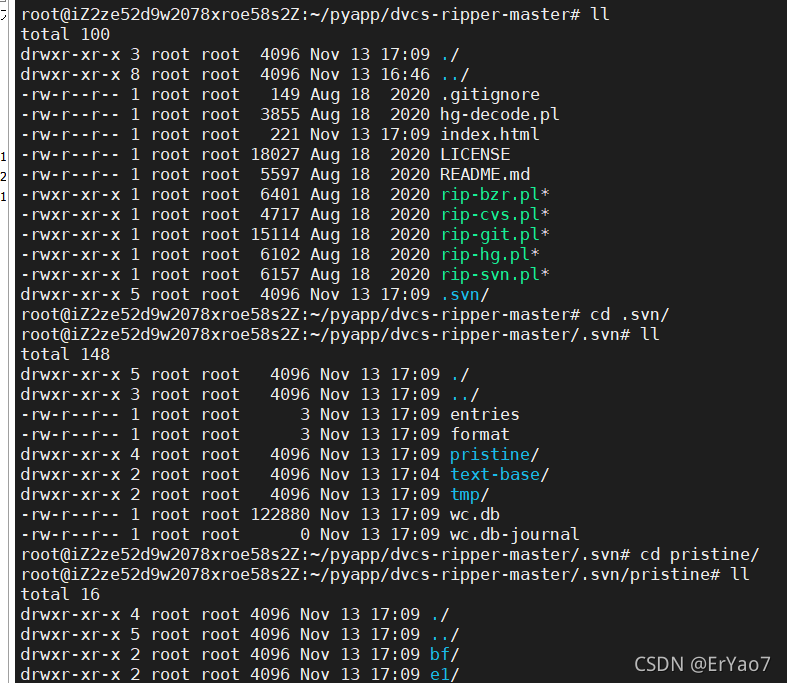 root@iZ2ze52d9w2078xroe58s2Z:~/pyapp/dvcs-ripper-master# ll
total 100
drwxr-xr-x 3 root root  4096 Nov 13 17:09 ./
drwxr-xr-x 8 root root  4096 Nov 13 16:46 ../
-rw-r--r-- 1 root root   149 Aug 18  2020 .gitignore
-rw-r--r-- 1 root root  3855 Aug 18  2020 hg-decode.pl
-rw-r--r-- 1 root root   221 Nov 13 17:09 index.html
-rw-r--r-- 1 root root 18027 Aug 18  2020 LICENSE
-rw-r--r-- 1 root root  5597 Aug 18  2020 README.md
-rwxr-xr-x 1 root root  6401 Aug 18  2020 rip-bzr.pl*
-rwxr-xr-x 1 root root  4717 Aug 18  2020 rip-cvs.pl*
-rwxr-xr-x 1 root root 15114 Aug 18  2020 rip-git.pl*
-rwxr-xr-x 1 root root  6102 Aug 18  2020 rip-hg.pl*
-rwxr-xr-x 1 root root  6157 Aug 18  2020 rip-svn.pl*
drwxr-xr-x 5 root root  4096 Nov 13 17:09 .svn/
root@iZ2ze52d9w2078xroe58s2Z:~/pyapp/dvcs-ripper-master# cd .svn/
root@iZ2ze52d9w2078xroe58s2Z:~/pyapp/dvcs-ripper-master/.svn# ll
total 148
drwxr-xr-x 5 root root   4096 Nov 13 17:09 ./
drwxr-xr-x 3 root root   4096 Nov 13 17:09 ../
-rw-r--r-- 1 root root      3 Nov 13 17:09 entries
-rw-r--r-- 1 root root      3 Nov 13 17:09 format
drwxr-xr-x 4 root root   4096 Nov 13 17:09 pristine/
drwxr-xr-x 2 root root   4096 Nov 13 17:04 text-base/
drwxr-xr-x 2 root root   4096 Nov 13 17:09 tmp/
-rw-r--r-- 1 root root 122880 Nov 13 17:09 wc.db
-rw-r--r-- 1 root root      0 Nov 13 17:09 wc.db-journal
root@iZ2ze52d9w2078xroe58s2Z:~/pyapp/dvcs-ripper-master/.svn# cd pristine/
root@iZ2ze52d9w2078xroe58s2Z:~/pyapp/dvcs-ripper-master/.svn/pristine# ll
total 16
drwxr-xr-x 4 root root 4096 Nov 13 17:09 ./
drwxr-xr-x 5 root root 4096 Nov 13 17:09 ../
drwxr-xr-x 2 root root 4096 Nov 13 17:09 bf/
drwxr-xr-x 2 root root 4096 Nov 13 17:09 e1/
CSDN @ErYao7
1
2
1